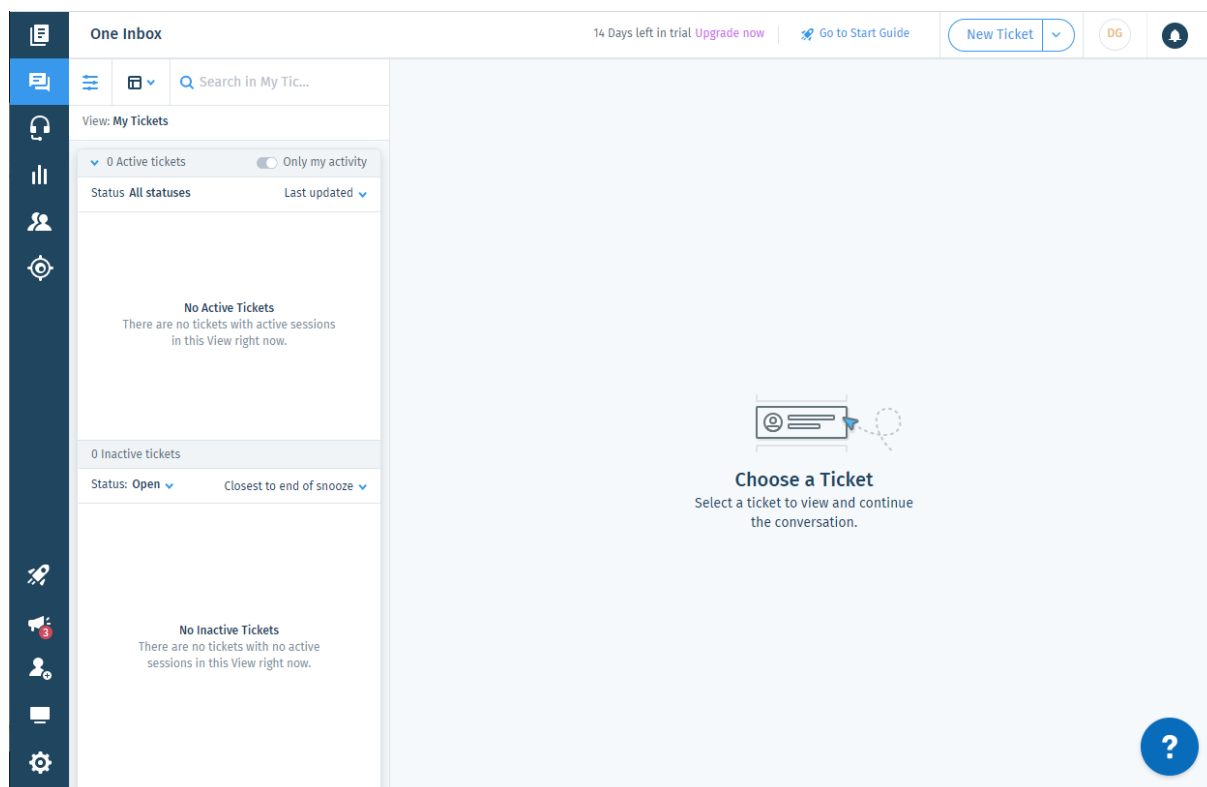 One Inbox
14 Days left in trial Upgrade now
Go to Start Guide
New Ticket
DG
Search in My Tic...
View: My Tickets
0 Active tickets
Only my activity
Status All statuses
Last updated
No Active Tickets
There are no tickets with active sessions
in this View right now.
0 Inactive tickets
Status: Open
Closest to end of snooze
No Inactive Tickets
There are no tickets with no active
sessions in this View right now.
Choose a Ticket
Select a ticket to view and continue
the conversation.
3
?